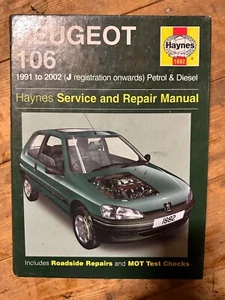 PEUGEOT
106
Haynes
1882
1991 to 2002 (J registration onwards) Petrol & Diesel
Haynes Service and Repair Manual
1882
Includes Roadside Repairs and MOT Test Checks